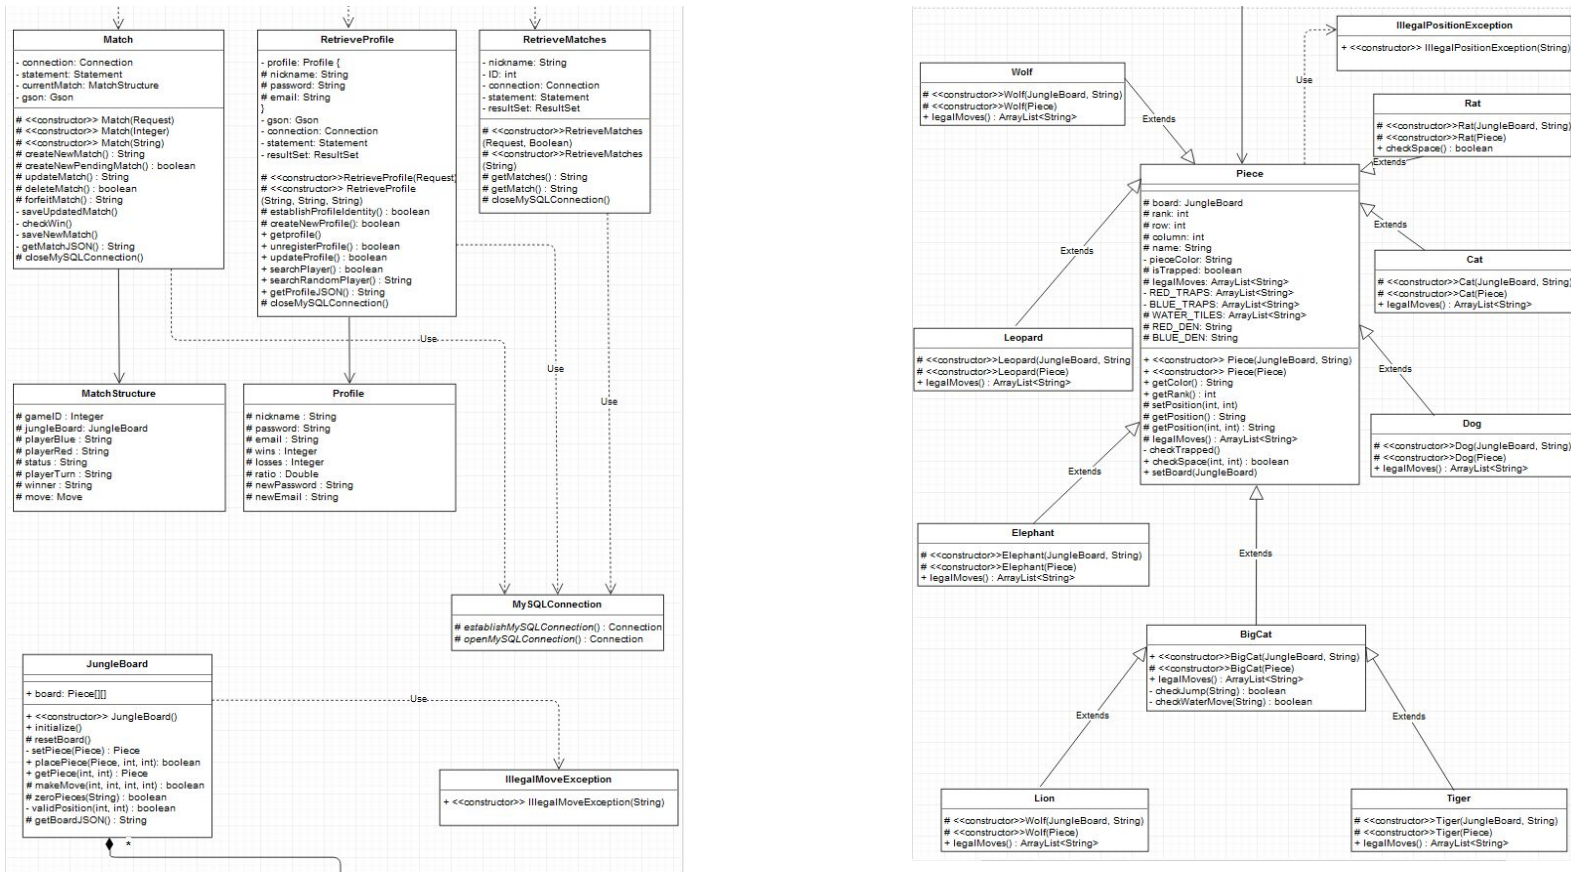 Match
- connection: Connection
- statement: Statement
- currentMatch: MatchStructure
- gson: Gson
# <<constructor>> Match(Request)
# <<constructor>> Match(Integer)
# <<constructor>> Match(String)
# createNewMatch() : String
# createNewPendingMatch() : boolean
# updateMatch() : String
# deleteMatch() : boolean
# forfeitMatch() : String
- saveUpdatedMatch()
- checkWin()
- saveNewMatch()
- getMatchJSON() : String
# closeMySQLConnection()
RetrieveProfile
- profile: Profile {
# nickname: String
# password: String
# email: String
}
- gson: Gson
- connection: Connection
- statement: Statement
- resultSet: ResultSet
# <<constructor>>RetrieveProfile(Request)
# <<constructor>> RetrieveProfile
(String, String, String)
# establishProfileIdentity() : boolean
# createNewProfile(): boolean
+ getprofile()
+ unregisterProfile() : boolean
+ updateProfile() : boolean
+ searchPlayer() : boolean
+ searchRandomPlayer() : String
+ getProfileJSON() : String
# closeMySQLConnection()
RetrieveMatches
- nickname: String
- ID: int
- connection: Connection
- statement: Statement
- resultSet: ResultSet
# <<constructor>>RetrieveMatches
(Request, Boolean)
# <<constructor>>RetrieveMatches
(String)
# getMatches() : String
# getMatch() : String
# closeMySQLConnection()
Use
Use
Use
MatchStructure
# gameID : Integer
# jungleBoard: JungleBoard
# playerBlue : String
# playerRed : String
# status : String
# playerTurn : String
# winner : String
# move: Move
Profile
# nickname : String
# password: String
# email : String
# wins : Integer
# losses : Integer
# ratio : Double
# newPassword : String
# newEmail : String
MySQLConnection
# establishMySQLConnection() : Connection
# openMySQLConnection() : Connection
JungleBoard
+ board: Piece[][]
+ <<constructor>> JungleBoard()
+ initialize()
# resetBoard()
- setPiece(Piece) : Piece
+ placePiece(Piece, int, int): boolean
+ getPiece(int, int) : Piece
# makeMove(int, int, int, int) : boolean
# zeroPieces(String) : boolean
- validPosition(int, int) : boolean
# getBoardJSON() : String
*
Use
IllegalMoveException
+ <<constructor>> IllegalMoveException(String)
IllegalPositionException
+ <<constructor>> IllegalPositionException(String)
Use
Wolf
# <<constructor>>Wolf(JungleBoard, String)
# <<constructor>>Wolf(Piece)
+ legalMoves() : ArrayList<String>
Extends
Rat
# <<constructor>>Rat(JungleBoard, String)
# <<constructor>>Rat(Piece)
+ checkSpace() : boolean
Extends
Piece
# board: JungleBoard
# rank: int
# row: int
# column: int
# name: String
- pieceColor: String
# isTrapped: boolean
# legalMoves: ArrayList<String>
- RED_TRAPS: ArrayList<String>
- BLUE_TRAPS: ArrayList<String>
# WATER_TILES: ArrayList<String>
# RED_DEN: String
# BLUE_DEN: String
+ <<constructor>> Piece(JungleBoard, String)
+ <<constructor>> Piece(Piece)
+ getColor() : String
+ getRank() : int
# setPosition(int, int)
# getPosition() : String
# getPosition(int, int) : String
# legalMoves() : ArrayList<String>
- checkTrapped()
+ checkSpace(int, int) : boolean
+ setBoard(JungleBoard)
Extends
Extends
Cat
# <<constructor>>Cat(JungleBoard, String)
# <<constructor>>Cat(Piece)
+ legalMoves() : ArrayList<String>
Leopard
# <<constructor>>Leopard(JungleBoard, String
# <<constructor>>Leopard(Piece)
+ legalMoves() : ArrayList<String>
Extends
Dog
# <<constructor>>Dog(JungleBoard, String)
# <<constructor>>Dog(Piece)
+ legalMoves() : ArrayList<String>
Extends
Elephant
# <<constructor>>Elephant(JungleBoard, String)
# <<constructor>>Elephant(Piece)
+ legalMoves() : ArrayList<String>
Extends
BigCat
+ <<constructor>>BigCat(JungleBoard, String)
# <<constructor>>BigCat(Piece)
+ legalMoves() : ArrayList<String>
- checkJump(String) : boolean
- checkWaterMove(String) : boolean
Extends
Extends
Lion
# <<constructor>>Wolf(JungleBoard, String)
# <<constructor>>Wolf(Piece)
+ legalMoves() : ArrayList<String>
Tiger
# <<constructor>>Tiger(JungleBoard, String)
# <<constructor>>Tiger(Piece)
+ legalMoves() : ArrayList<String>